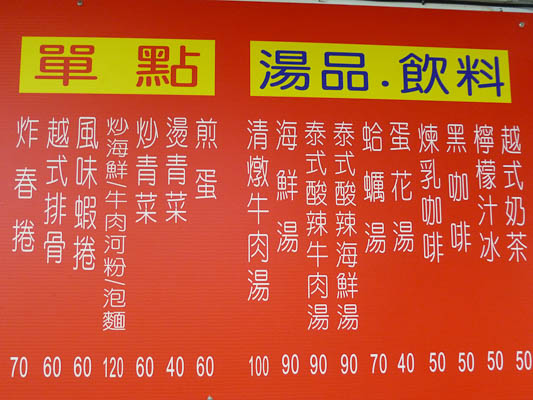 單點
炸春捲 70
越式排骨 60
風味蝦捲 60
炒海鮮/牛肉河粉/泡麵 120
炒青菜 60
燙青菜 40
煎蛋 60
湯品.飲料
清燉牛肉湯 100
海鮮湯 90
泰式酸辣牛肉湯 90
泰式酸辣海鮮湯 90
蛤蠣湯 70
蛋花湯 40
煉乳咖啡 50
黑咖啡 50
檸檬汁冰 50
越式奶茶 50